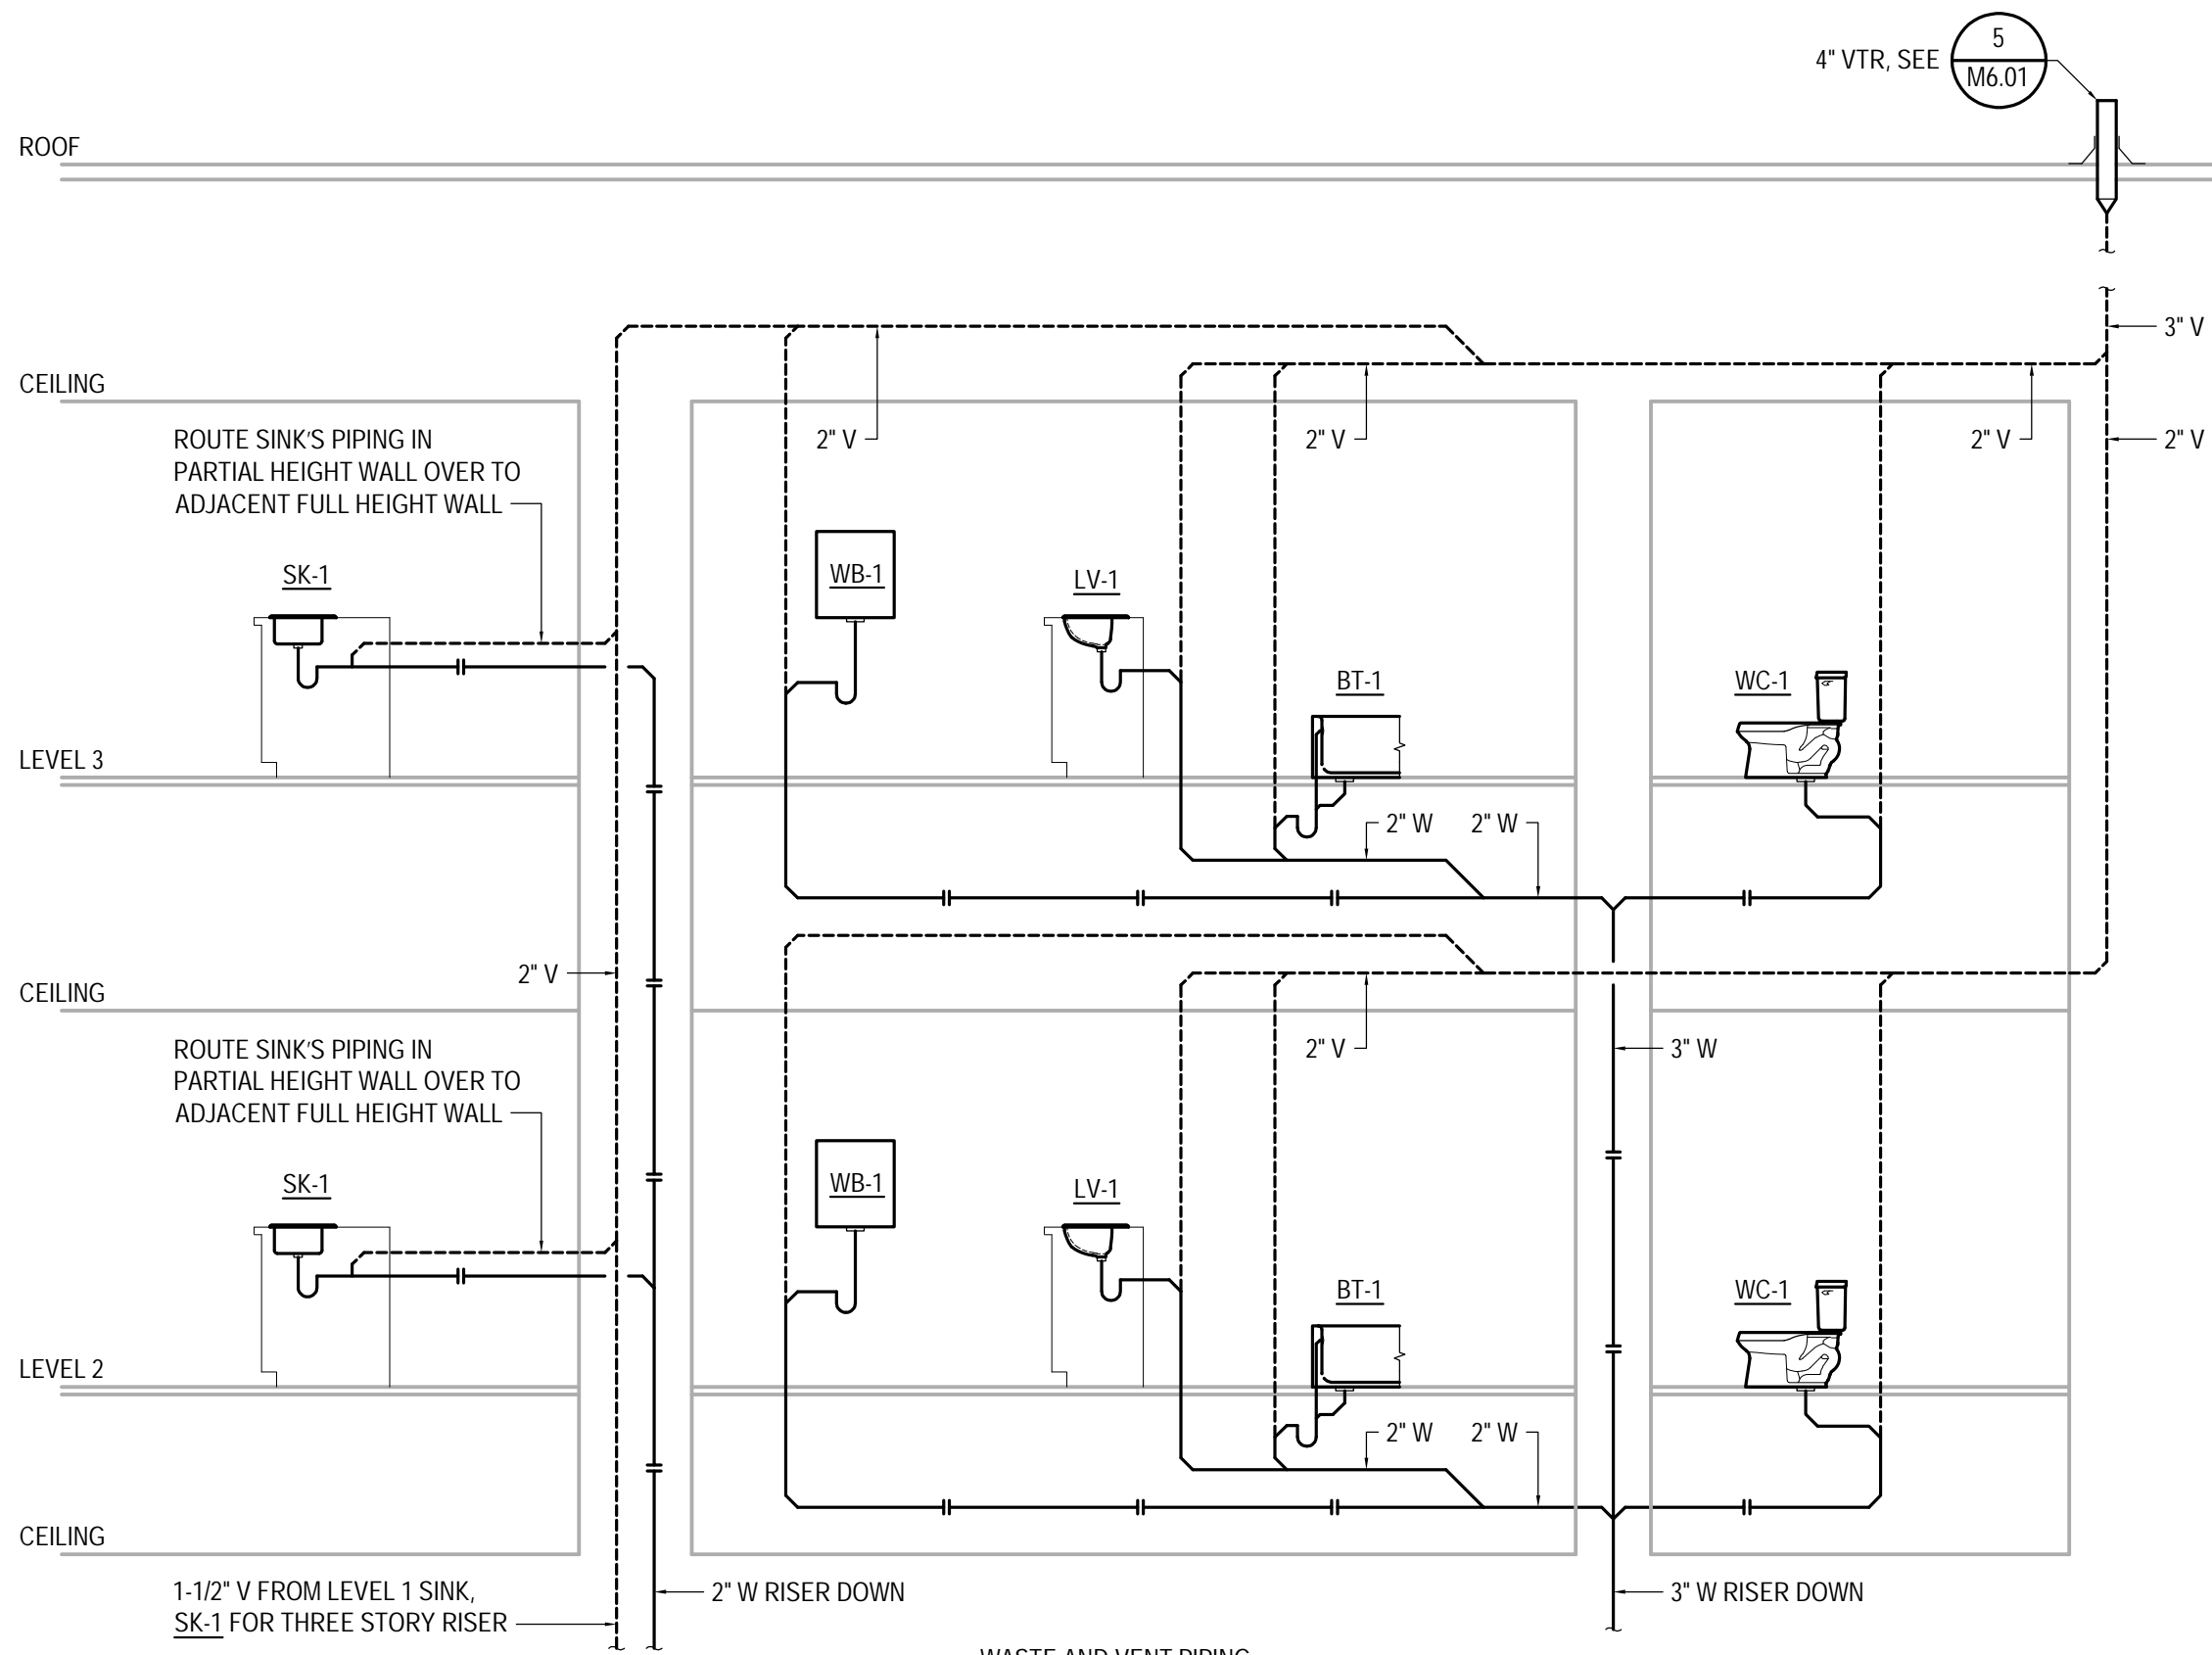 5
4" VTR, SEE
M6.01
ROOF
3" V
CEILING
ROUTE SINK'S PIPING IN
PARTIAL HEIGHT WALL OVER TO
ADJACENT FULL HEIGHT WALL
2" V
2" V
2" V
2" V
SK-1
WB-1
LV-1
BT-1
WC-1
LEVEL 3
2" W
2" W
2" V
CEILING
ROUTE SINK'S PIPING IN
PARTIAL HEIGHT WALL OVER TO
ADJACENT FULL HEIGHT WALL
2" V
3" W
SK-1
WB-1
LV-1
BT-1
WC-1
LEVEL 2
2" W
2" W
CEILING
1-1/2" V FROM LEVEL 1 SINK,
SK-1 FOR THREE STORY RISER
2" W RISER DOWN
3" W RISER DOWN
WASTE AND VENT PIPING